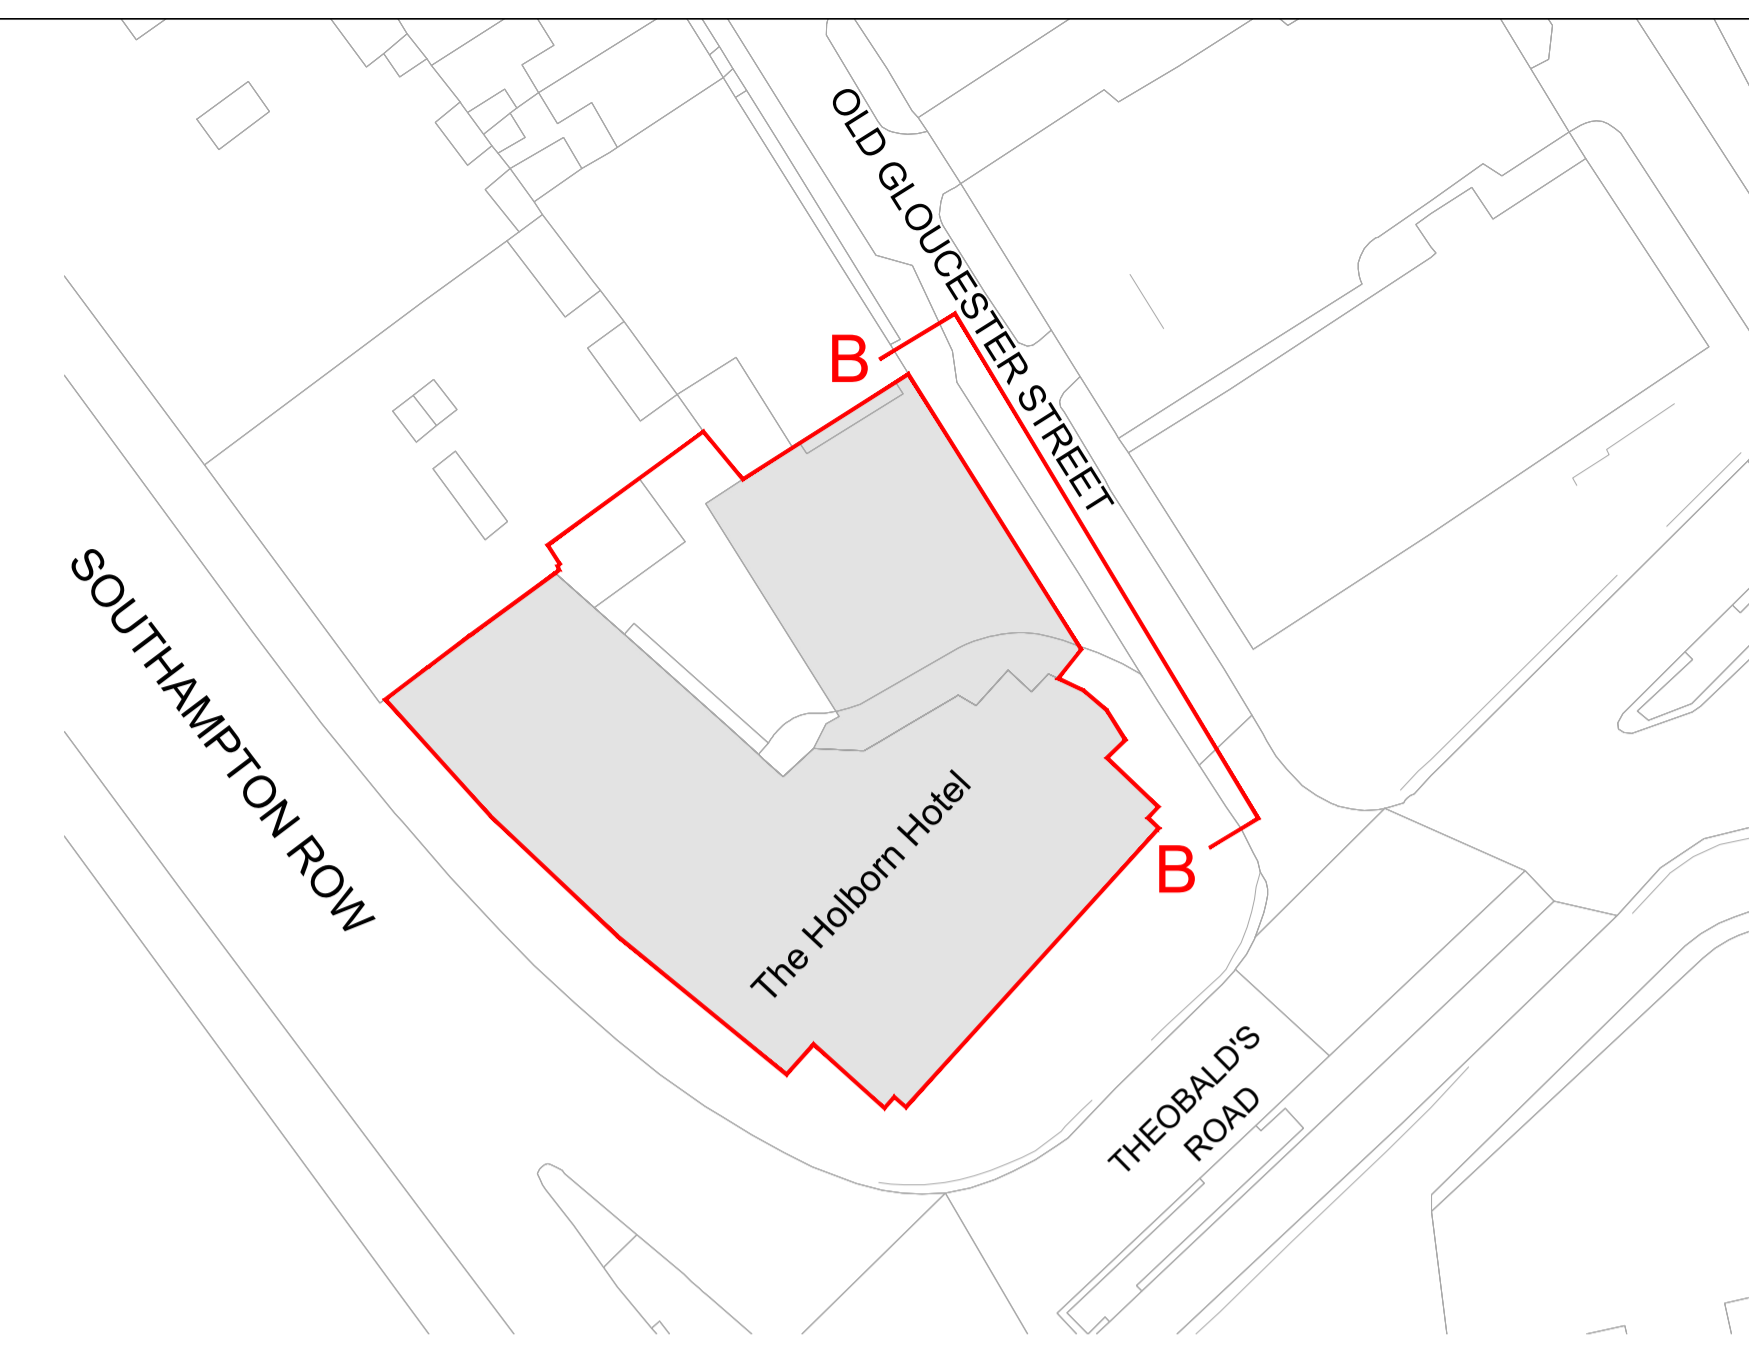 OLD GLOUCESTER STREET
B
SOUTHAMPTON ROW
The Holborn Hotel
B
THEOBALD'S
ROAD